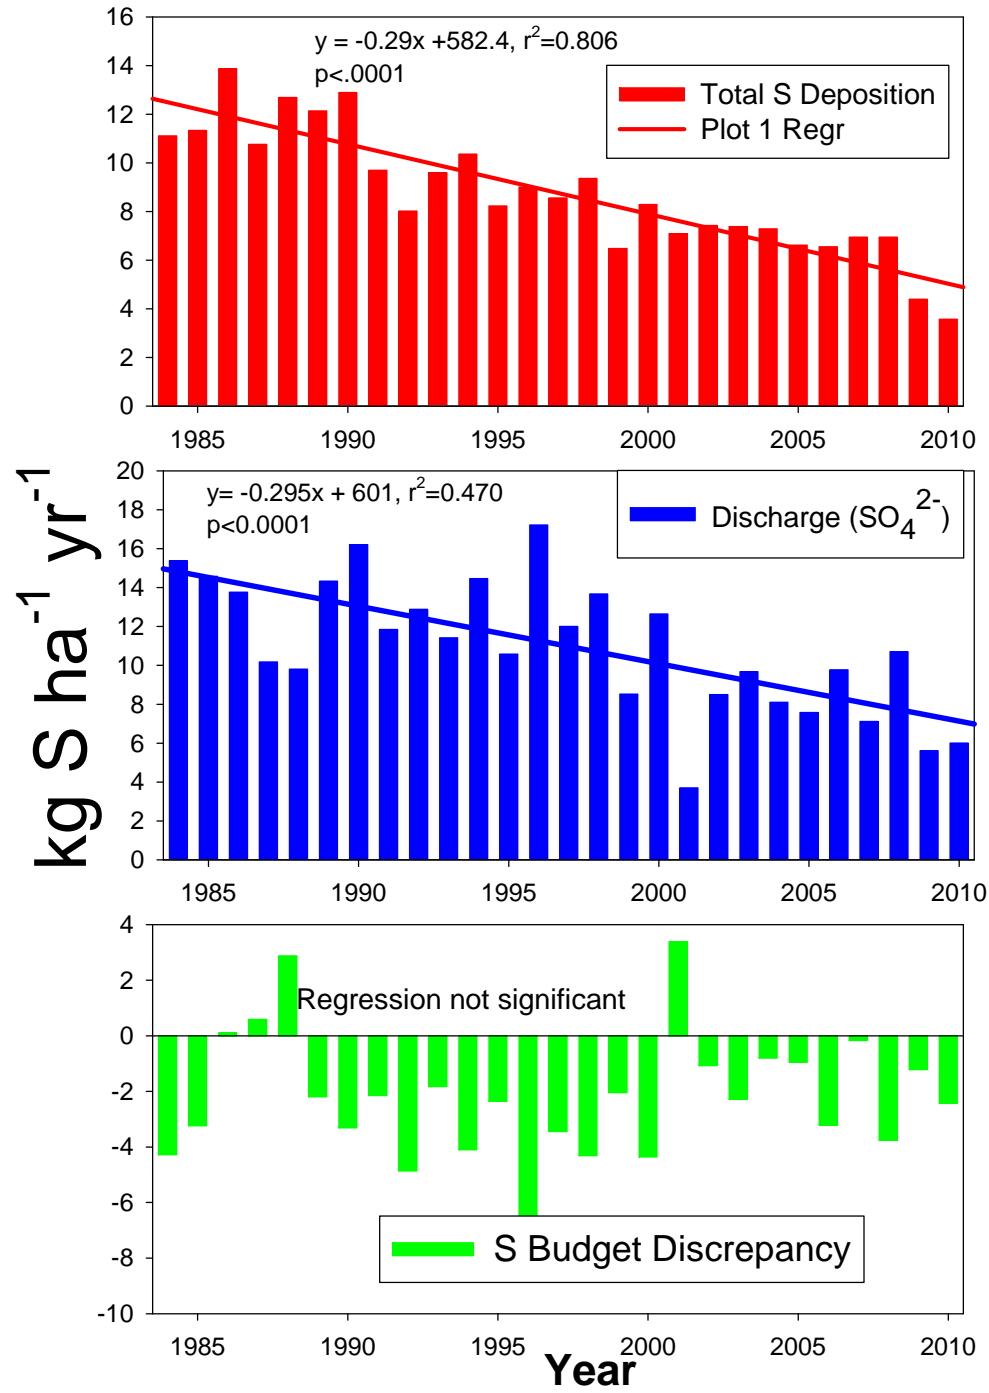 16
14
12
10
8
6
4
2
0
y = -0.29x +582.4, r²=0.806
p<.0001
Total S Deposition
Plot 1 Regr
1985 1990 1995 2000 2005 2010
kg S ha⁻¹ yr⁻¹
20
18
16
14
12
10
8
6
4
2
0
y= -0.295x + 601, r²=0.470
p<0.0001
Discharge (SO₄²⁻)
1985 1990 1995 2000 2005 2010
4
2
0
-2
-4
-6
-8
-10
Regression not significant
S Budget Discrepancy
1985 1990 1995 2000 2005 2010
Year